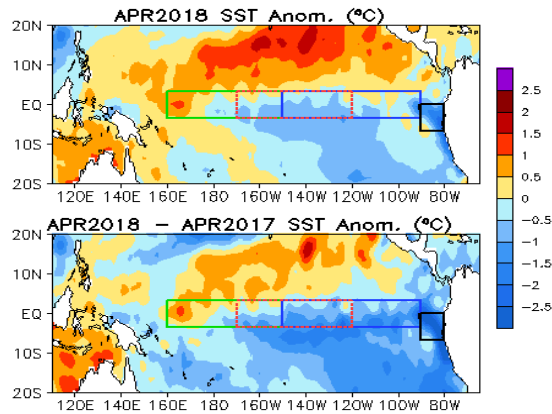 APR2018 SST Anom. (°C)
20N
10N
EQ
10S
20S
120E 140E 160E 180 160W 140W 120W 100W 80W
APR2018 – APR2017 SST Anom. (°C)
20N
10N
EQ
10S
20S
120E 140E 160E 180 160W 140W 120W 100W 80W
2.5
2
1.5
1
0.5
0
-0.5
-1
-1.5
-2
-2.5